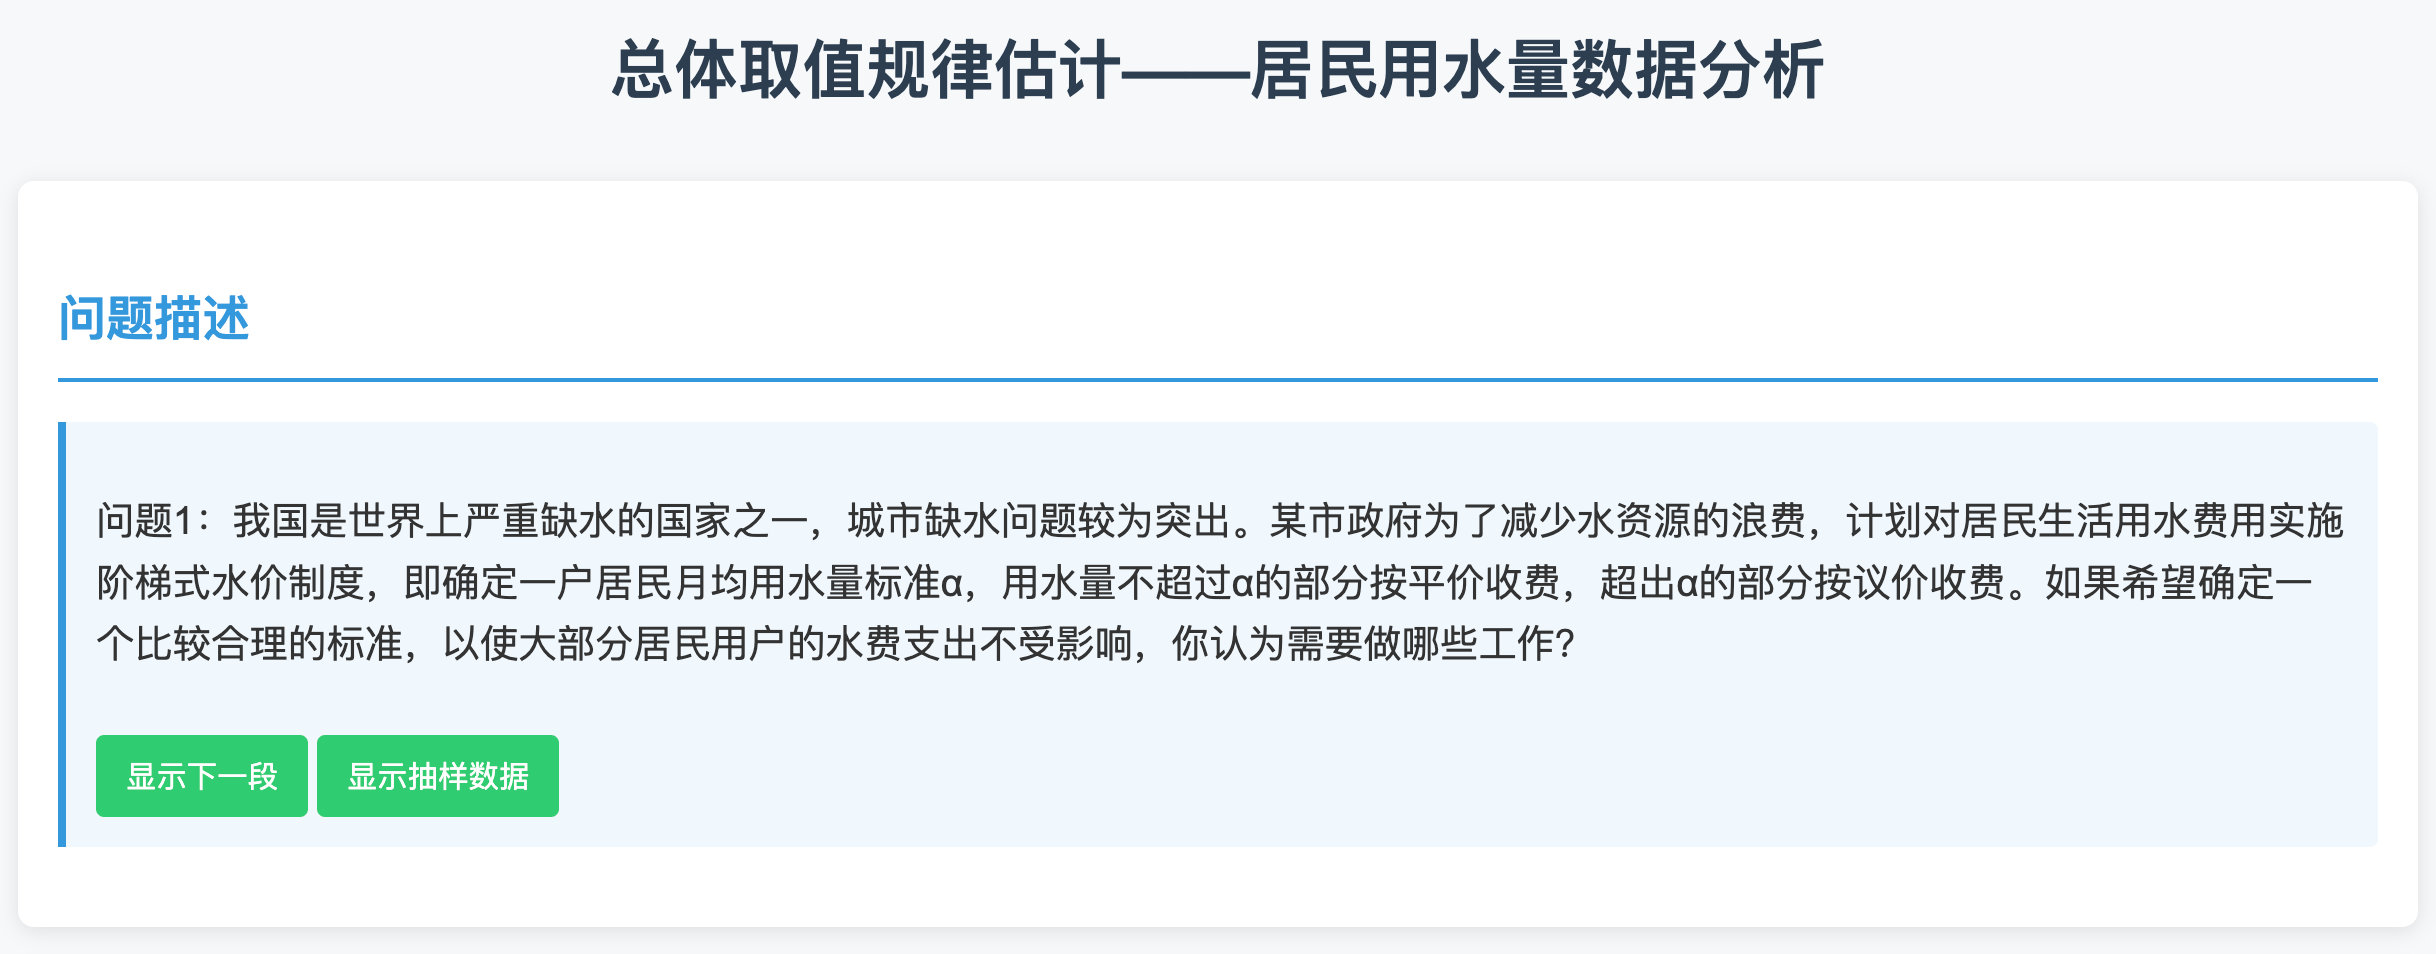 总体取值规律估计——居民用水量数据分析
问题描述
问题1：我国是世界上严重缺水的国家之一，城市缺水问题较为突出。某市政府为了减少水资源的浪费，计划对居民生活用水费用实施
阶梯式水价制度，即确定一户居民月均用水量标准α，用水量不超过α的部分按平价收费，超出α的部分按议价收费。如果希望确定一
个比较合理的标准，以使大部分居民用户的水费支出不受影响，你认为需要做哪些工作？
显示下一段 显示抽样数据